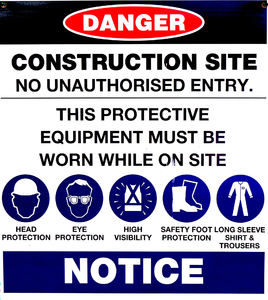 DANGER
CONSTRUCTION SITE
NO UNAUTHORISED ENTRY.
THIS PROTECTIVE
EQUIPMENT MUST BE
WORN WHILE ON SITE
HEAD PROTECTION
EYE PROTECTION
HIGH VISIBILITY
SAFETY FOOT PROTECTION
LONG SLEEVE SHIRT & TROUSERS
NOTICE